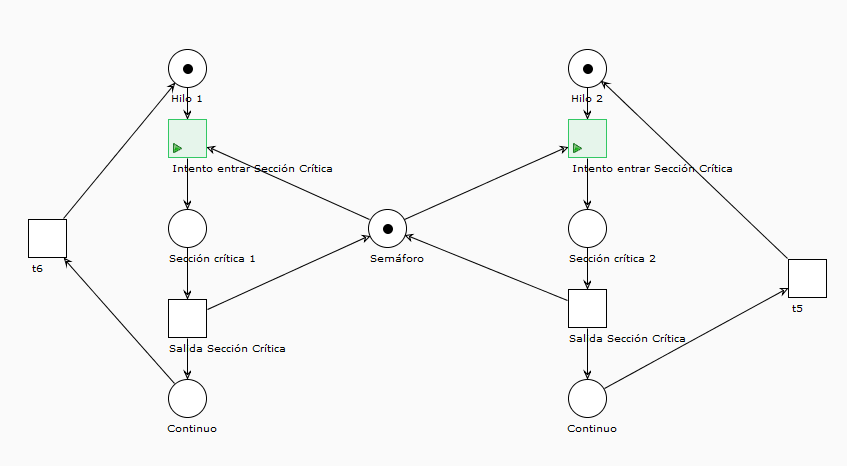 Hilo 1
Hilo 2
Intento entrar Sección Crítica
Intento entrar Sección Crítica
Sección crítica 1
Semáforo
Sección crítica 2
t6
t5
Salida Sección Crítica
Salida Sección Crítica
Continuo
Continuo